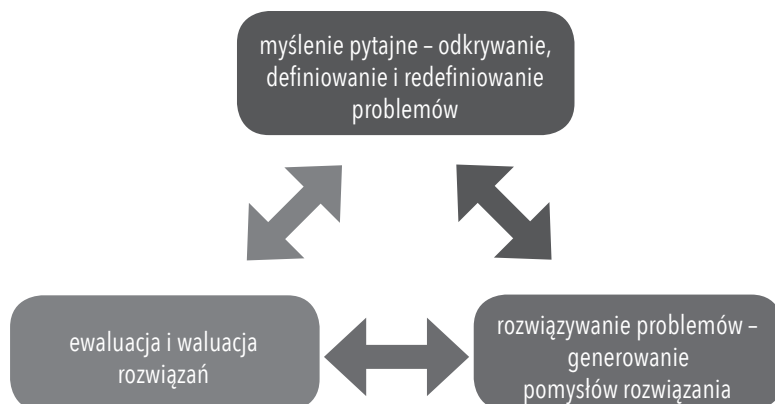 myślenie pytajne – odkrywanie,
definiowanie i redefiniowanie
problemów
ewaluacja i waluacja
rozwiązań
rozwiązywanie problemów –
generowanie
pomysłów rozwiązania